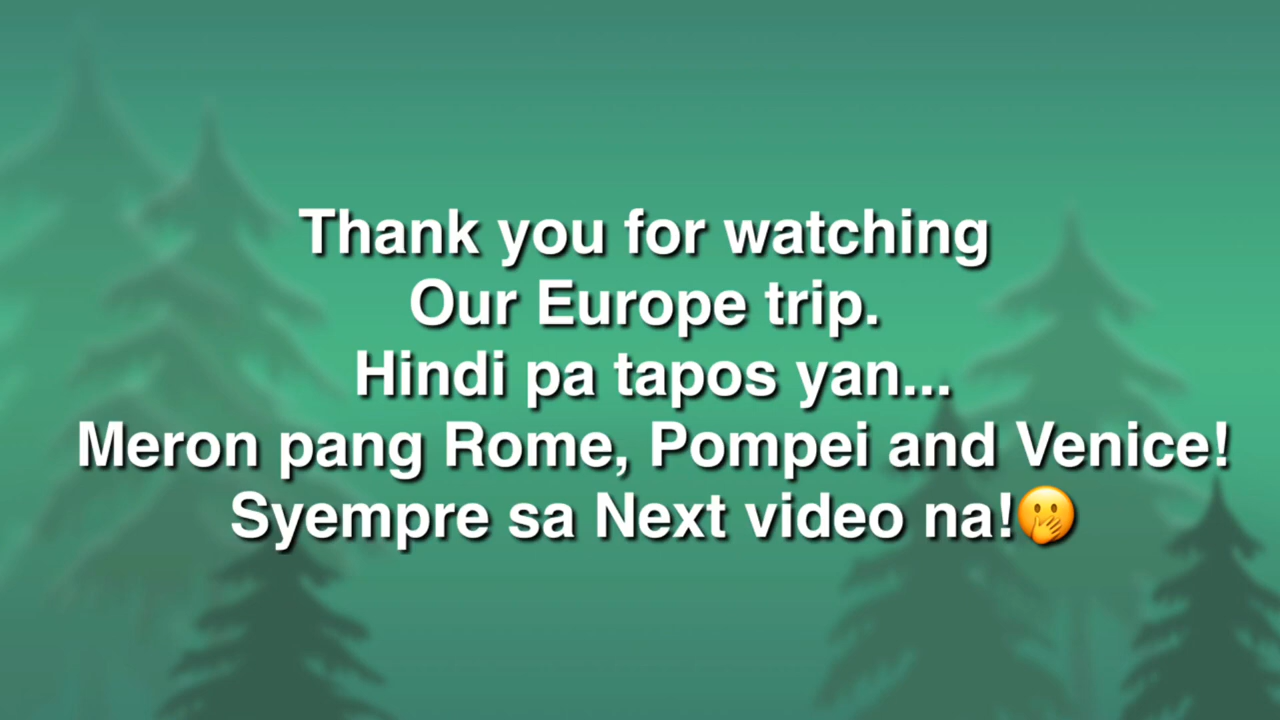 Thank you for watching
Our Europe trip.
Hindi pa tapos yan...
Meron pang Rome, Pompei and Venice!
Syempre sa Next video na!🤭